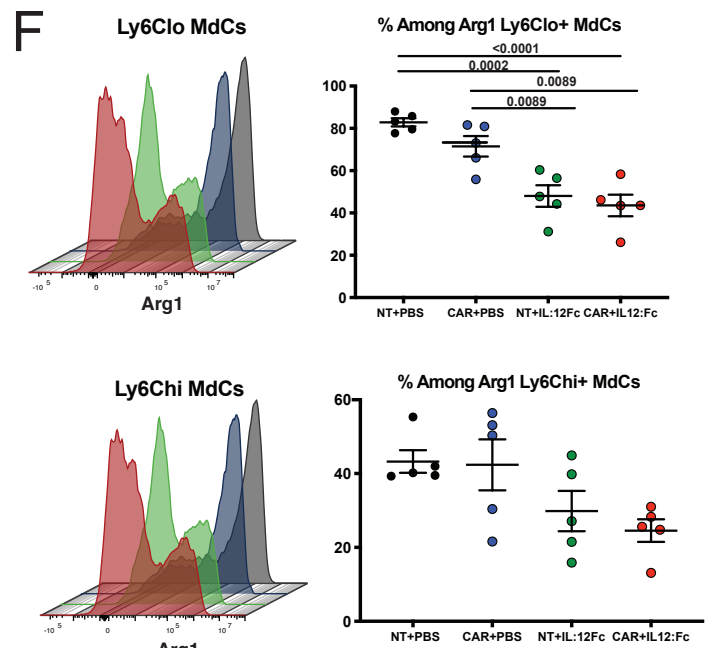 F
Ly6Clo MdCs
% Among Arg1 Ly6Clo+ MdCs
<0.0001
0.0002
0.0089
0.0089
100
80
60
40
20
0
-10 5
0
10 5
10 7
Arg1
NT+PBS
CAR+PBS
NT+IL:12Fc
CAR+IL12:Fc
Ly6Chi MdCs
% Among Arg1 Ly6Chi+ MdCs
60
40
20
0
-10 5
0
10 5
10 7
Arg1
NT+PBS
CAR+PBS
NT+IL:12Fc
CAR+IL12:Fc